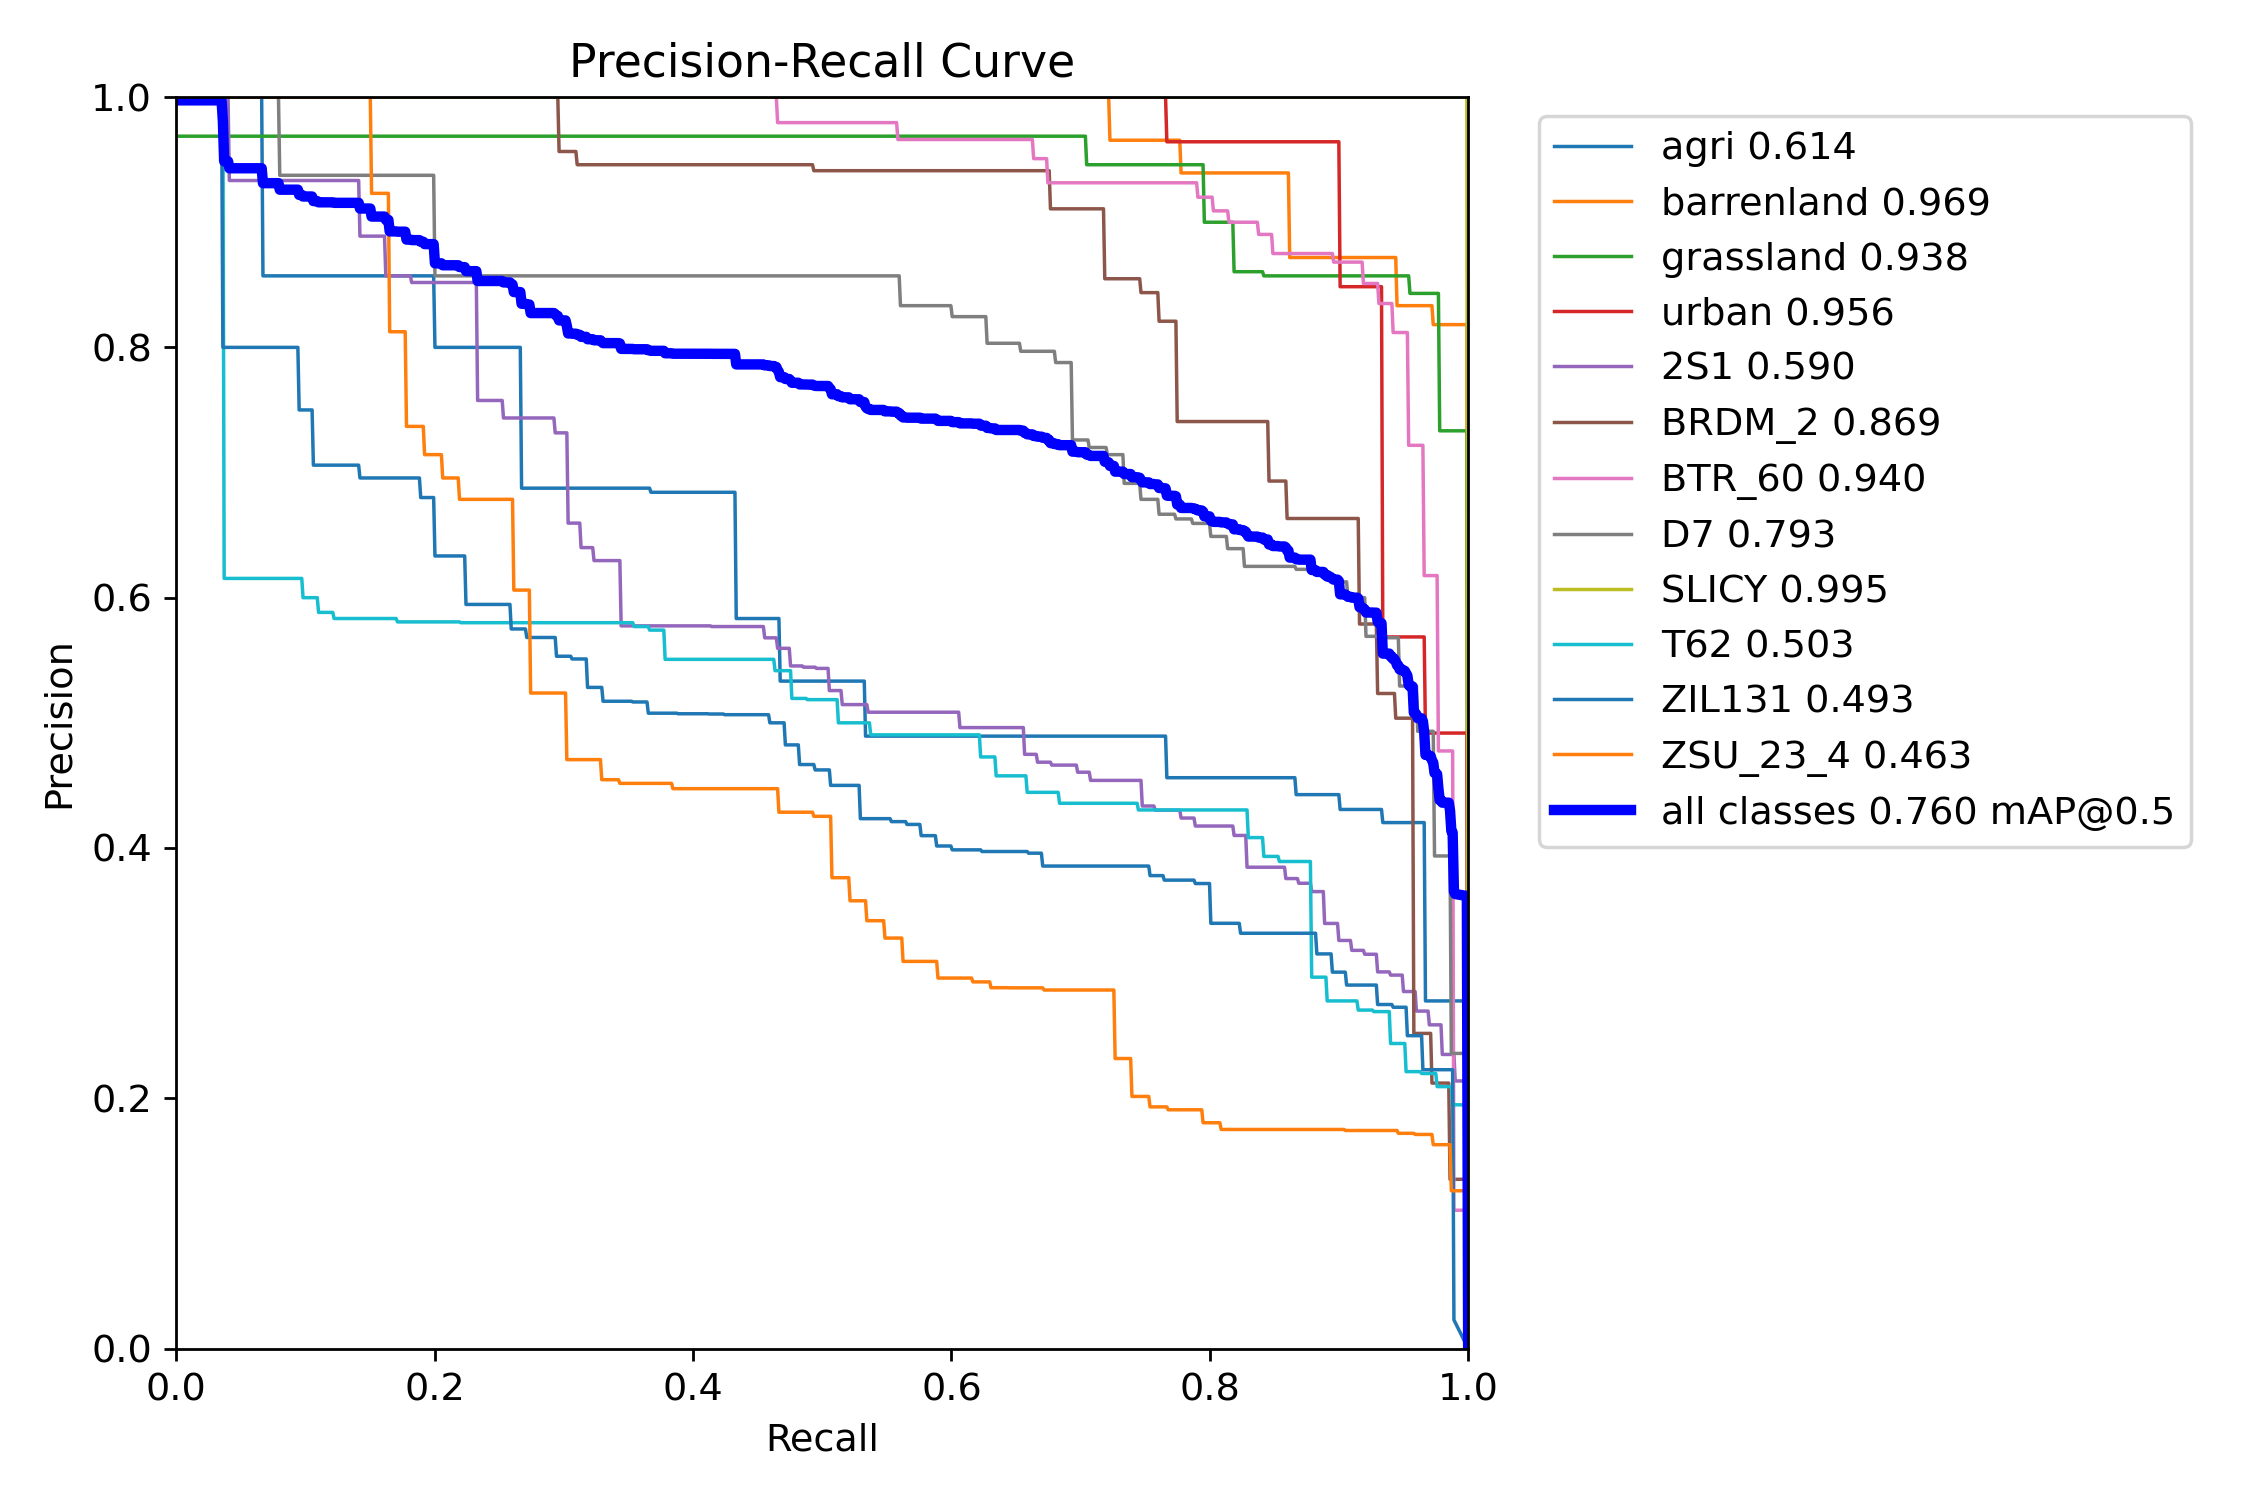 Precision-Recall Curve
1.0
0.8
0.6
0.4
0.2
0.0
Precision
0.0 0.2 0.4 0.6 0.8 1.0
Recall
agri 0.614
barrenland 0.969
grassland 0.938
urban 0.956
2S1 0.590
BRDM_2 0.869
BTR_60 0.940
D7 0.793
SLICY 0.995
T62 0.503
ZIL131 0.493
ZSU_23_4 0.463
all classes 0.760 mAP@0.5